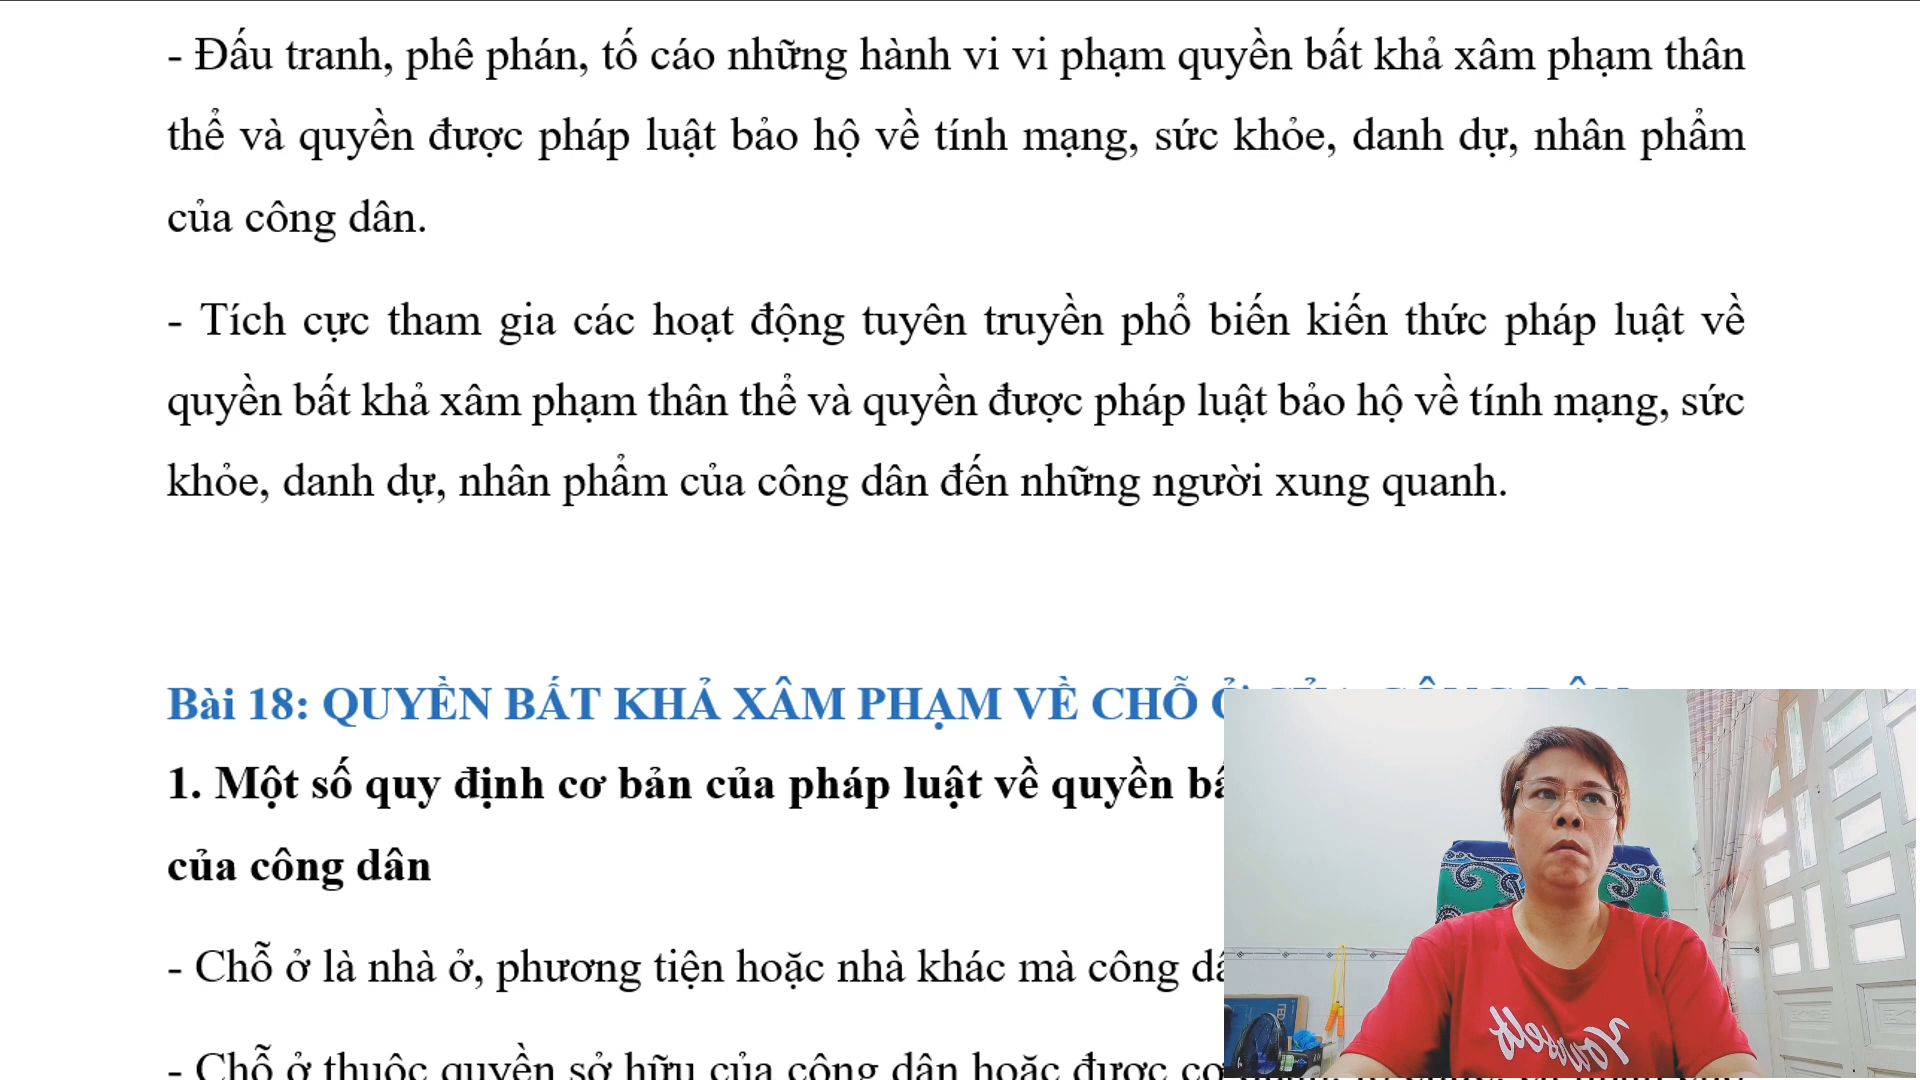 - Đấu tranh, phê phán, tố cáo những hành vi vi phạm quyền bất khả xâm phạm thân
thể và quyền được pháp luật bảo hộ về tính mạng, sức khỏe, danh dự, nhân phẩm
của công dân.
- Tích cực tham gia các hoạt động tuyên truyền phổ biến kiến thức pháp luật về
quyền bất khả xâm phạm thân thể và quyền được pháp luật bảo hộ về tính mạng, sức
khỏe, danh dự, nhân phẩm của công dân đến những người xung quanh.
Bài 18: QUYỀN BẤT KHẢ XÂM PHẠM VỀ CHỖ Ở CỦA CÔNG DÂN
1. Một số quy định cơ bản của pháp luật về quyền
của công dân
- Chỗ ở là nhà ở, phương tiện hoặc nhà khác mà công
- Chỗ ở thuộc quyền sở hữu của công dân hoặc được
Yourself